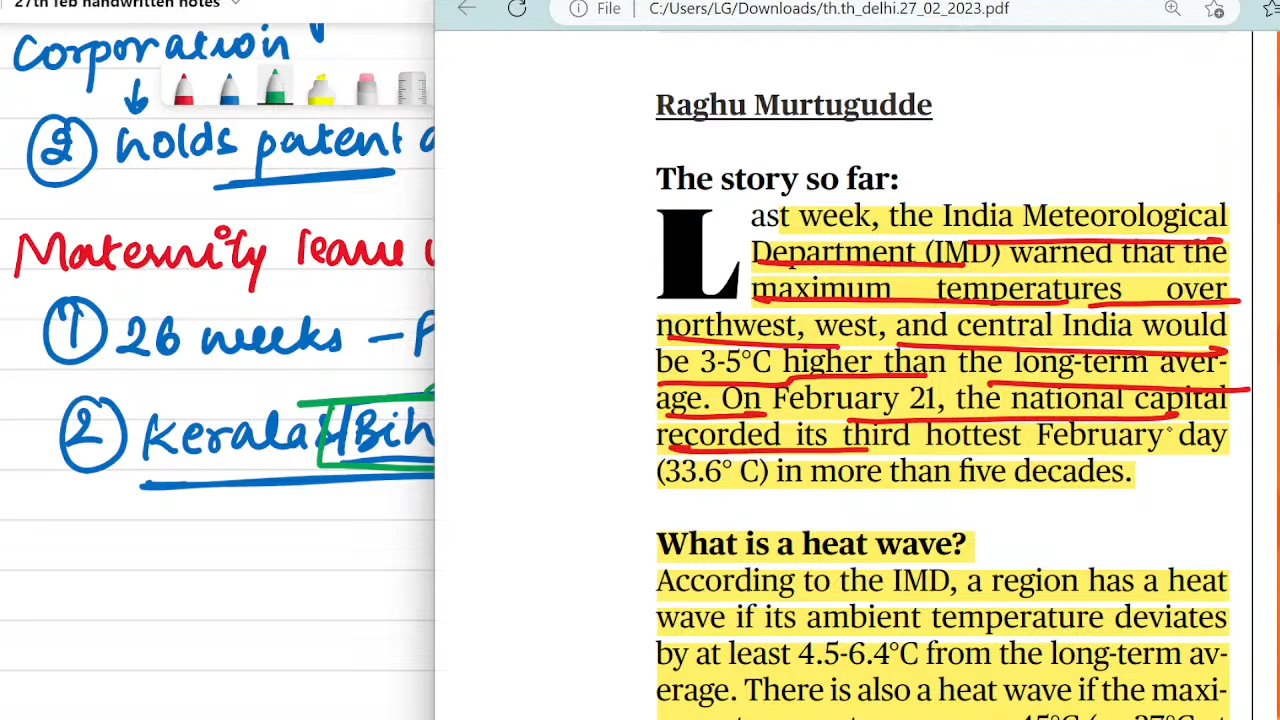 27th feb handwritten notes
Corporation
② holds patent
Maternity leave
① 26 weeks –
② Kerala & Bih
File C:/Users/LG/Downloads/th.th_delhi.27_02_2023.pdf
Raghu Murtugudde
The story so far:
Last week, the India Meteorological
Department (IMD) warned that the
maximum temperatures over
northwest, west, and central India would
be 3-5°C higher than the long-term aver-
age. On February 21, the national capital
recorded its third hottest February day
(33.6° C) in more than five decades.
What is a heat wave?
According to the IMD, a region has a heat
wave if its ambient temperature deviates
by at least 4.5-6.4°C from the long-term av-
erage. There is also a heat wave if the maxi-